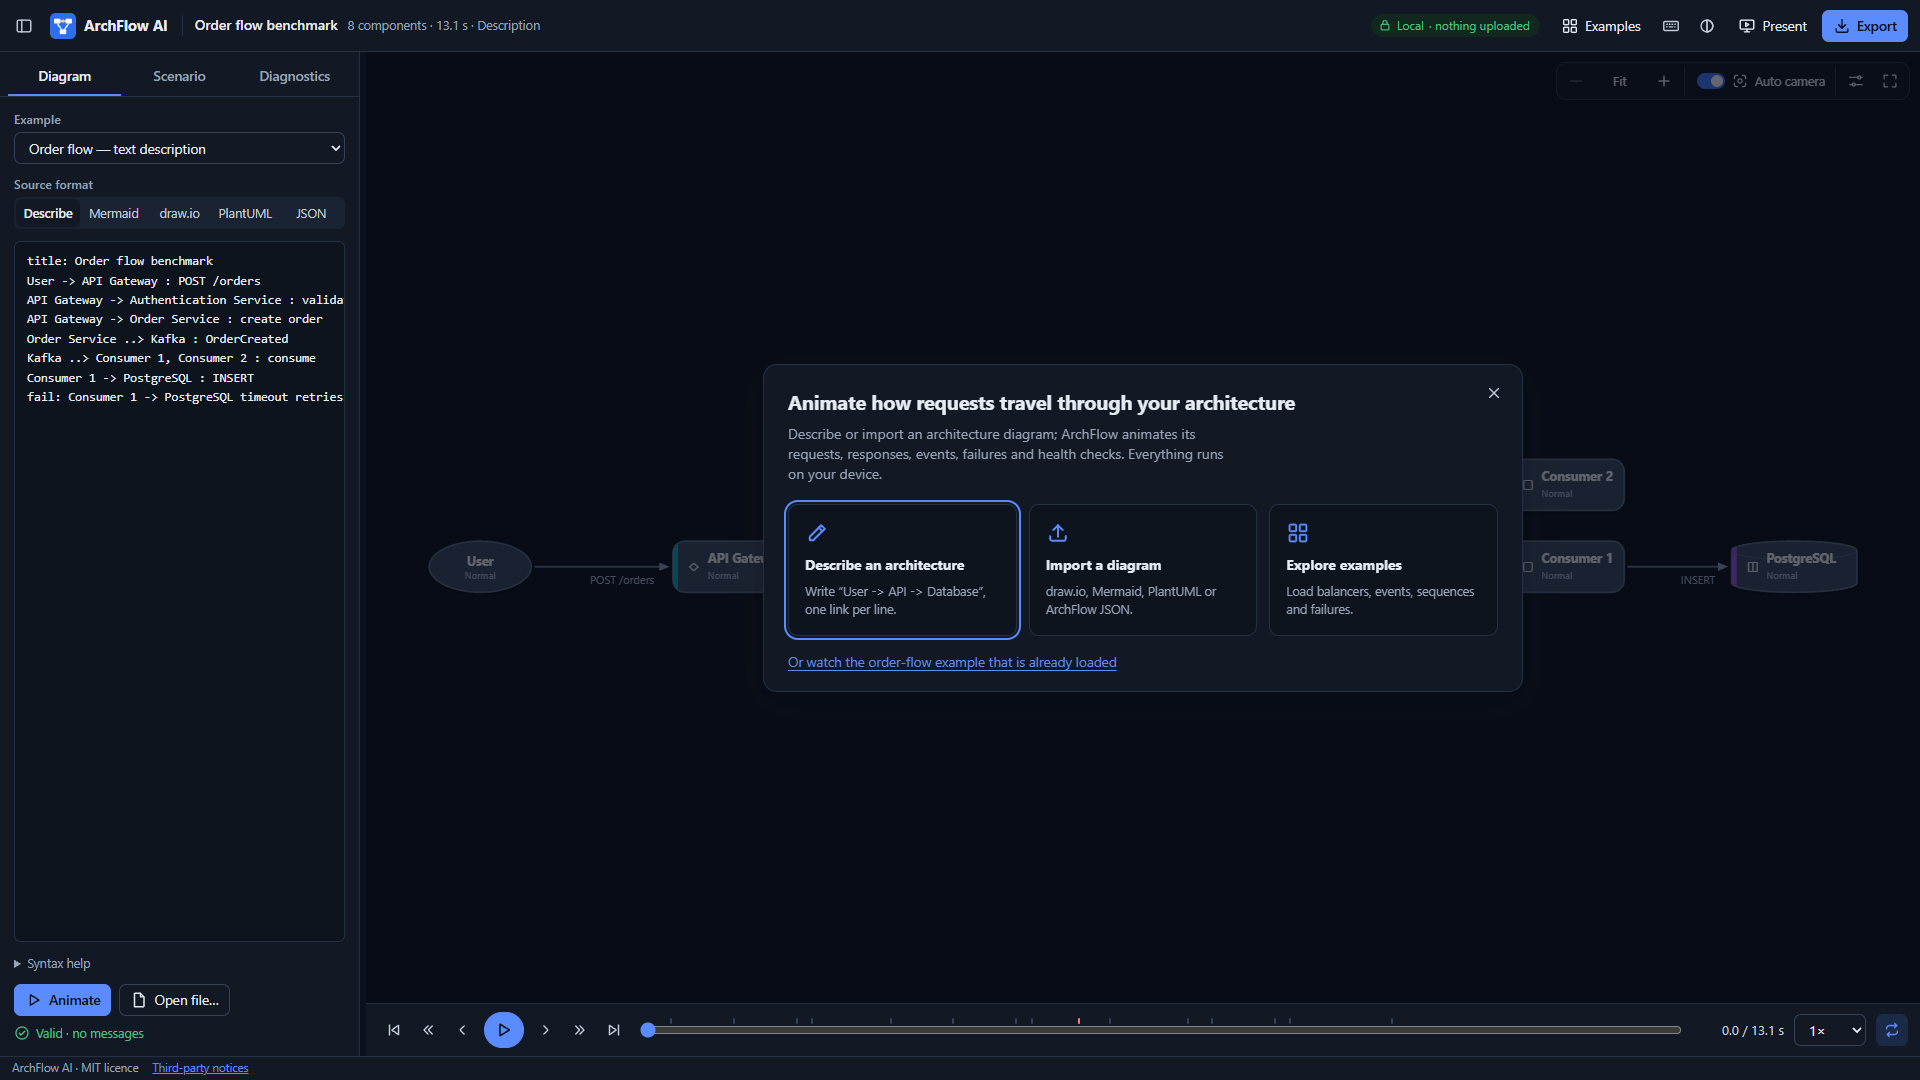 ArchFlow AI
Order flow benchmark
8 components · 13.1 s · Description
Local · nothing uploaded
Examples
Present
Export
Diagram
Scenario
Diagnostics
Example
Order flow — text description
Source format
Describe
Mermaid
draw.io
PlantUML
JSON
title: Order flow benchmark
User -> API Gateway : POST /orders
API Gateway -> Authentication Service :
API Gateway -> Order Service : create order
Order Service ..> Kafka : OrderCreated
Kafka ..> Consumer 1, Consumer 2 : consume
Consumer 1 -> PostgreSQL : INSERT
fail: Consumer 1 -> PostgreSQL timeout retries
Syntax help
Animate
Open file...
Valid · no messages
Fit
Auto camera
User
Normal
POST /orders
API
Normal
Animate how requests travel through your architecture
Describe or import an architecture diagram; ArchFlow animates its
requests, responses, events, failures and health checks. Everything runs
on your device.
Describe an architecture
Write "User -> API -> Database",
one link per line.
Import a diagram
draw.io, Mermaid, PlantUML or
ArchFlow JSON.
Explore examples
Load balancers, events, sequences
and failures.
Or watch the order-flow example that is already loaded
Consumer 2
Normal
Consumer 1
Normal
INSERT
PostgreSQL
Normal
0.0 / 13.1 s
1×
ArchFlow AI · MIT licence
Third-party notices